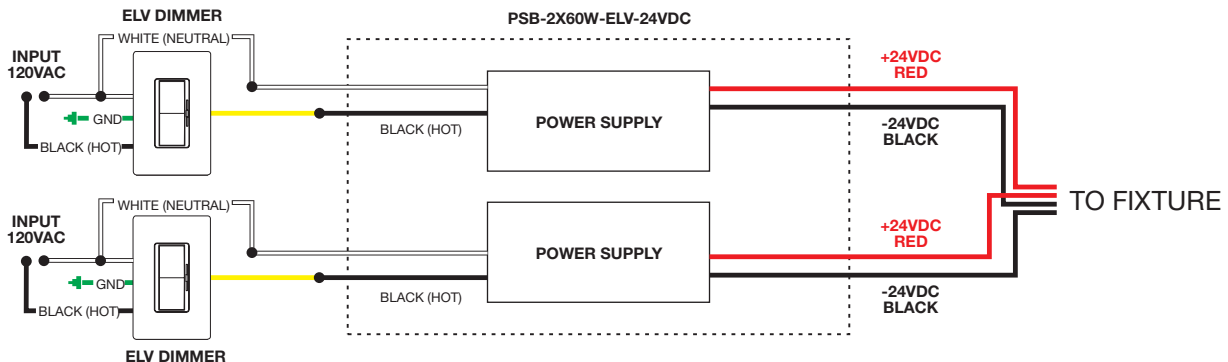 ELV DIMMER
PSB-2X60W-ELV-24VDC
WHITE (NEUTRAL)
INPUT
120VAC
GND
BLACK (HOT)
BLACK (HOT)
POWER SUPPLY
+24VDC
RED
-24VDC
BLACK
TO FIXTURE
WHITE (NEUTRAL)
INPUT
120VAC
GND
BLACK (HOT)
BLACK (HOT)
POWER SUPPLY
+24VDC
RED
-24VDC
BLACK
ELV DIMMER